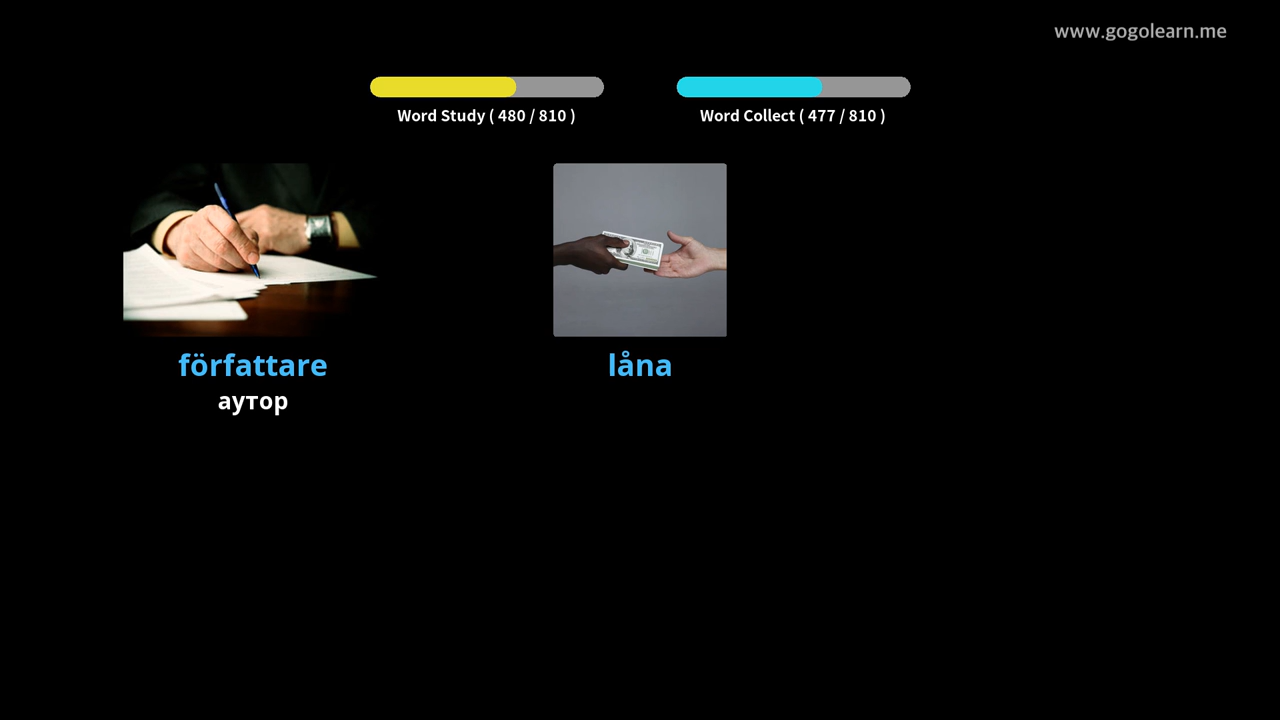 www.gogolearn.me
Word Study ( 480 / 810 )
Word Collect ( 477 / 810 )
författare
låna
аутор